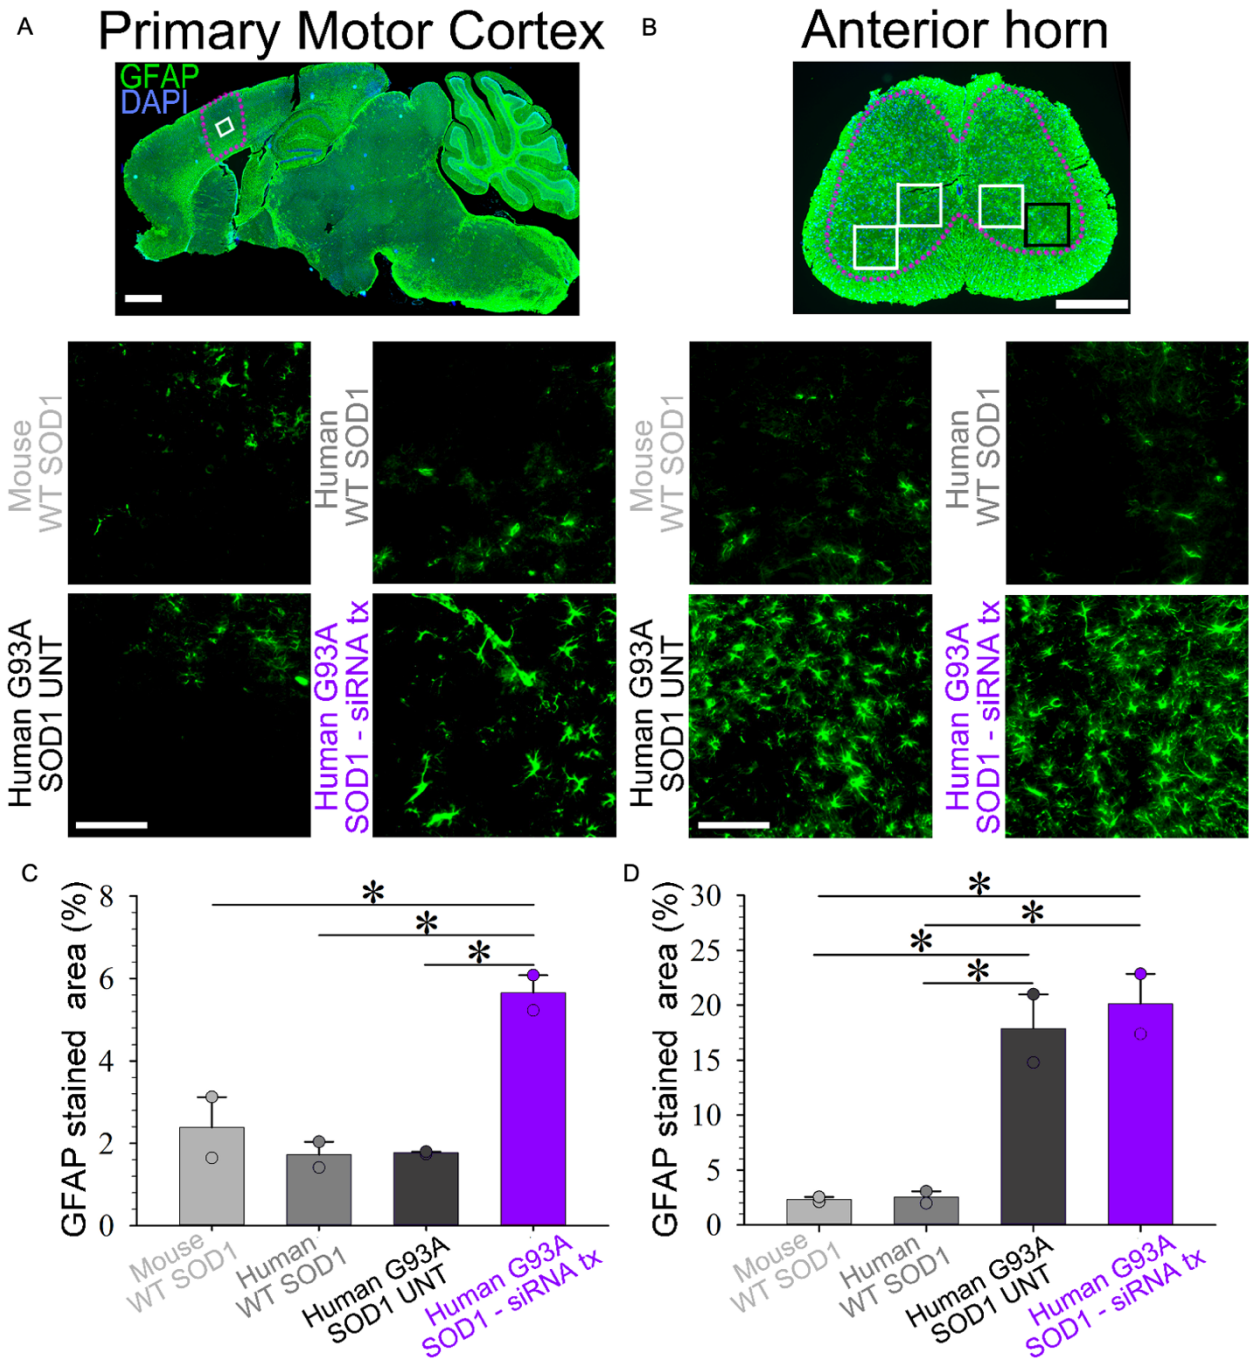 A
Primary Motor Cortex
B
Anterior horn
GFAP
DAPI
Mouse
WT SOD1
Human
WT SOD1
Mouse
WT SOD1
Human
WT SOD1
Human G93A
SOD1 UNT
Human G93A
SOD1 - siRNA tx
Human G93A
SOD1 UNT
Human G93A
SOD1 - siRNA tx
C
GFAP stained area (%)
8
6
4
2
0
*
*
*
Mouse
WT SOD1
Human
WT SOD1
Human G93A
SOD1 UNT
Human G93A
SOD1 - siRNA tx
D
GFAP stained area (%)
30
25
20
15
10
5
0
*
*
*
*
Mouse
WT SOD1
Human
WT SOD1
Human G93A
SOD1 UNT
Human G93A
SOD1 - siRNA tx